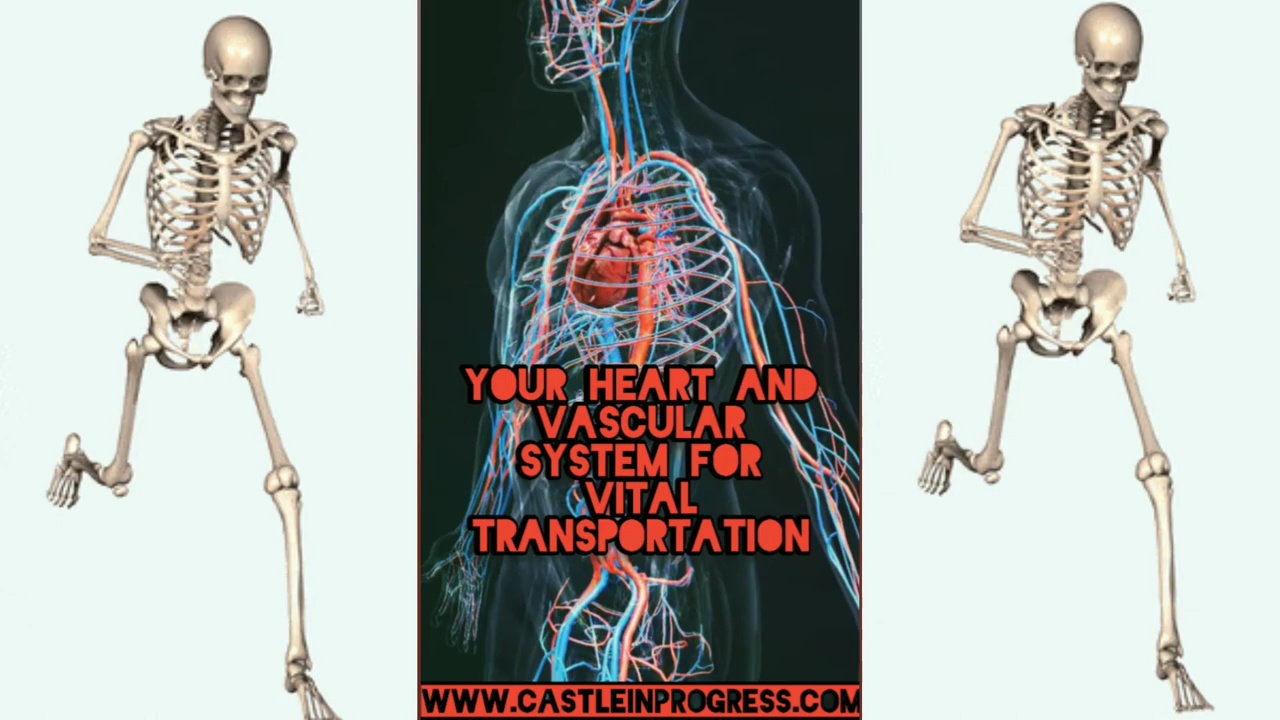 YOUR HEART AND
VASCULAR
SYSTEM FOR
VITAL
TRANSPORTATION
WWW.CASTLEINPROGRESS.COM